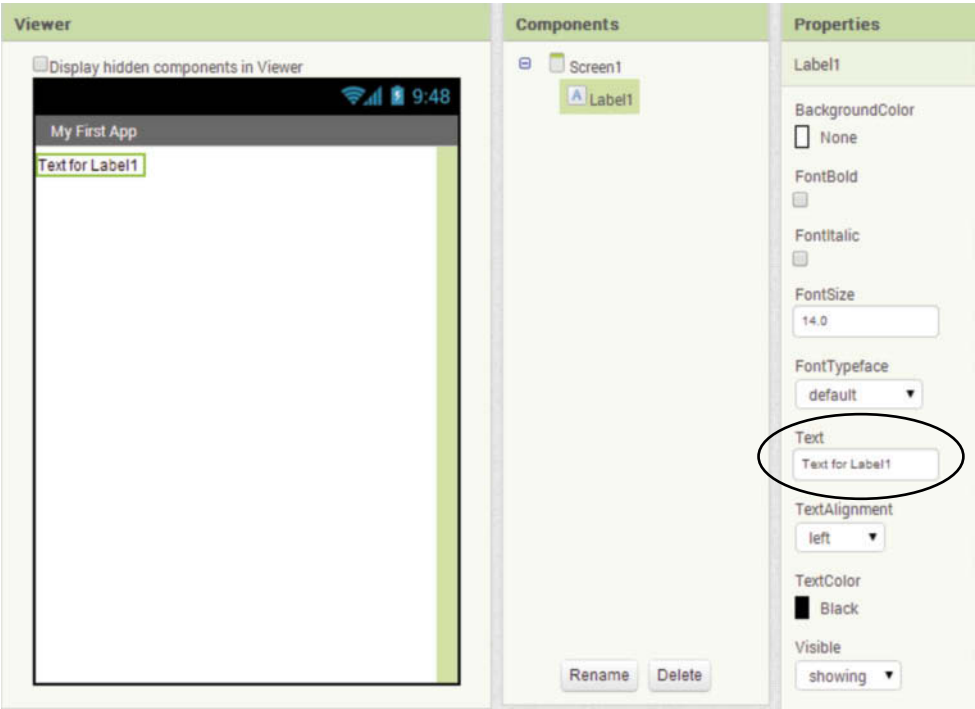 Viewer
Display hidden components in Viewer
9:48
My First App
Text for Label1
Components
Screen1
A Label1
Rename Delete
Properties
Label1
BackgroundColor
None
FontBold
FontItalic
FontSize
14.0
FontTypeface
default
Text
Text for Label1
TextAlignment
left
TextColor
Black
Visible
showing